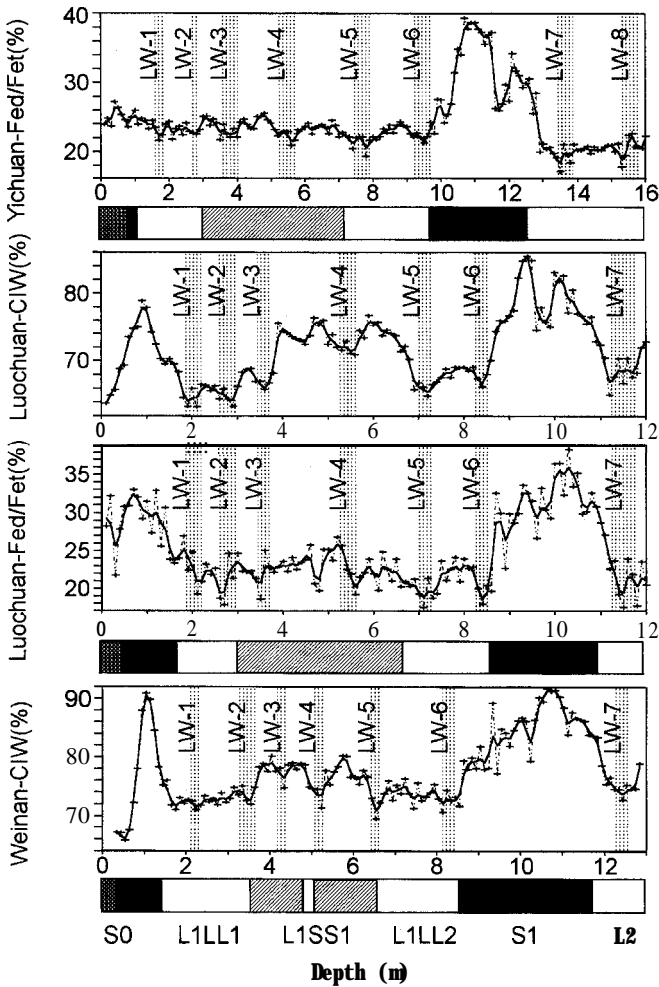 Yichuan-Fed/Fet(%)
40
30
20
LW-1
LW-2
LW-3
LW-4
LW-5
LW-6
LW-7
LW-8
0 2 4 6 8 10 12 14 16
Luochuan-CIW(%)
80
70
LW-1
LW-2
LW-3
LW-4
LW-5
LW-6
LW-7
0 2 4 6 8 10 12
Luochuan-Fed/Fet(%)
35
30
25
20
LW-1
LW-2
LW-3
LW-4
LW-5
LW-6
LW-7
0 2 4 6 8 10 12
Weinan-CIW(%)
90
80
70
LW-1
LW-2
LW-3
LW-4
LW-5
LW-6
LW-7
0 2 4 6 8 10 12
S0 L1LL1 L1SS1 L1LL2 S1 L2
Depth (m)